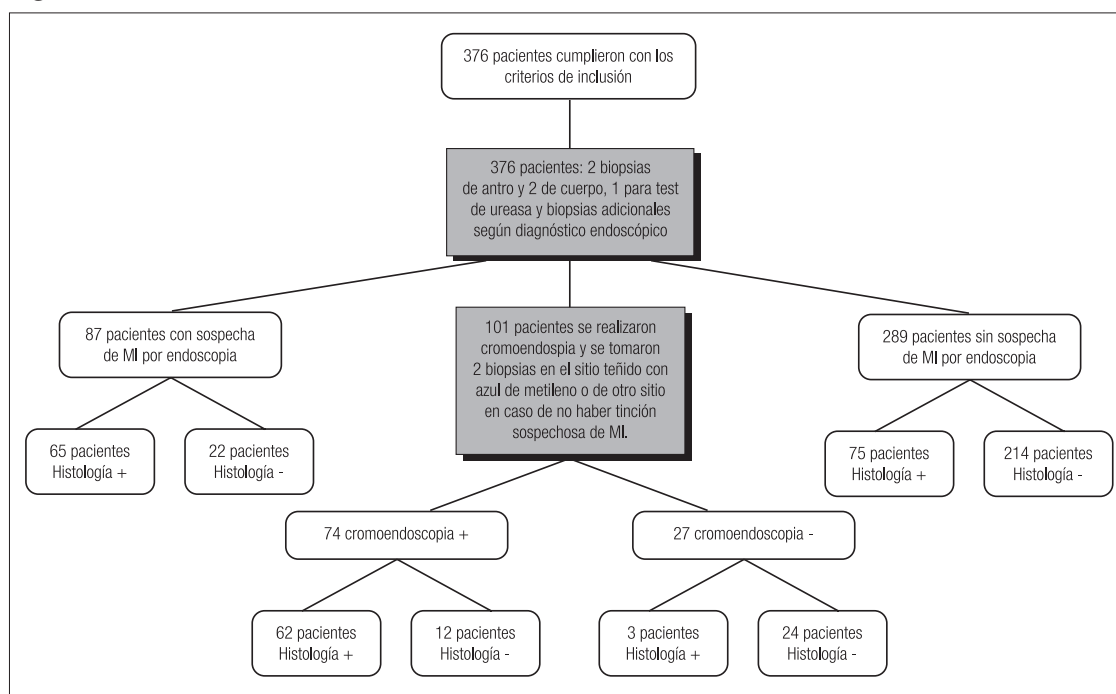 376 pacientes cumplieron con los
criterios de inclusión
376 pacientes: 2 biopsias
de antro y 2 de cuerpo, 1 para test
de ureasa y biopsias adicionales
según diagnóstico endoscópico
87 pacientes con sospecha
de MI por endoscopia
101 pacientes se realizaron
cromoendospia y se tomaron
2 biopsias en el sitio teñido con
azul de metileno o de otro sitio
en caso de no haber tinción
sospechosa de MI.
289 pacientes sin sospecha
de MI por endoscopia
65 pacientes
Histología +
22 pacientes
Histología -
75 pacientes
Histología +
214 pacientes
Histología -
74 cromoendoscopia +
27 cromoendoscopia -
62 pacientes
Histología +
12 pacientes
Histología -
3 pacientes
Histología +
24 pacientes
Histología -